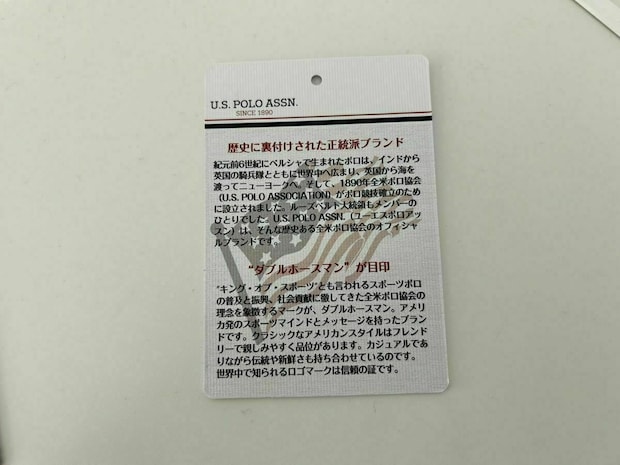 U.S. POLO ASSN.
SINCE 1890
歴史に裏付けされた正統派ブランド
紀元前6世紀にペルシャで生まれたポロは、インドから
英国の騎兵隊とともに世界中へ広まり、英国から海を
渡ってニューヨークへ。そして、1890年全米ポロ協会
（U.S. POLO ASSOCIATION）がポロ競技確立のため
に設立されました。ルーズベルト大統領もメンバーの
ひとりでした。U.S. POLO ASSN.（ユーエスポロアッ
スン）は、そんな歴史ある全米ポロ協会のオフィシャ
ルブランドです。
“ダブルホースマン” が目印
‘キング・オブ・スポーツ’とも言われるスポーツポロ
の普及と振興、社会貢献に徹してきた全米ポロ協会の
理念を象徴するマークが、ダブルホースマン。アメリ
カ発のスポーツマインドとメッセージを持ったブラン
ドです。クラシックなアメリカンスタイルはフレンド
リーで親しみやすく品位があります。カジュアルであ
りながら伝統や新鮮さも持ち合わせているのです。
世界中で知られるロゴマークは信頼の証です。